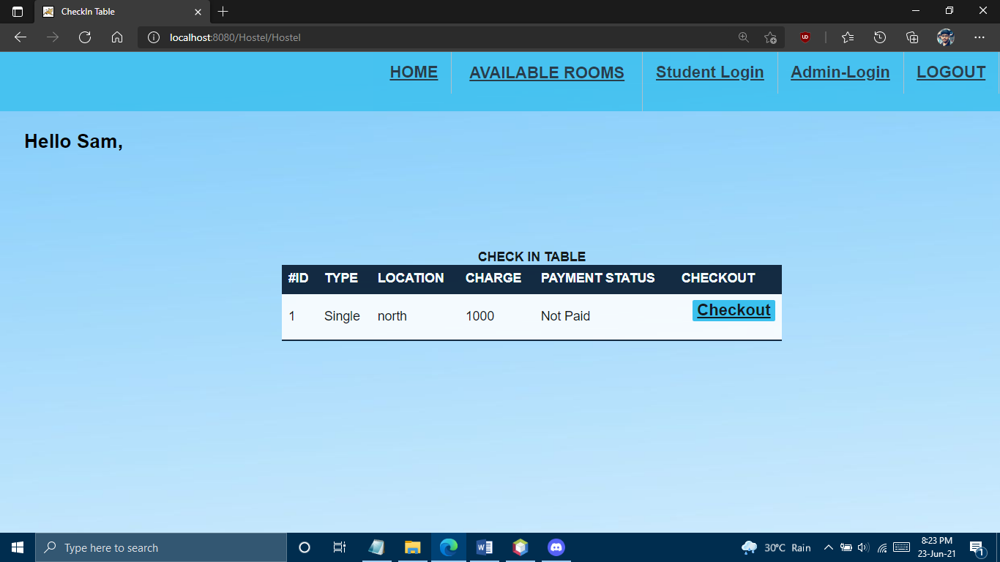 CheckIn Table
localhost:8080/Hostel/Hostel
HOME AVAILABLE ROOMS Student Login Admin-Login LOGOUT
Hello Sam,
CHECK IN TABLE
#ID TYPE LOCATION CHARGE PAYMENT STATUS CHECKOUT
1 Single north 1000 Not Paid Checkout
Type here to search
30°C Rain
8:23 PM
23-Jun-21
1